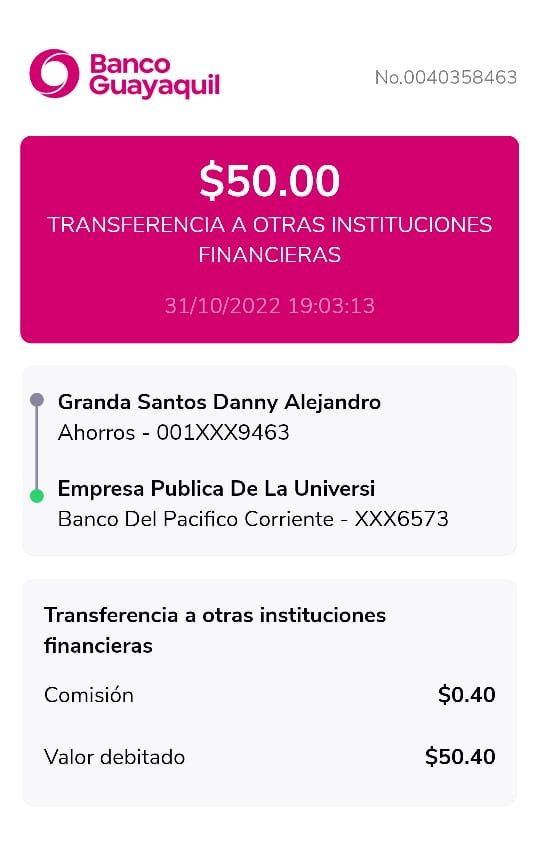 Banco
Guayaquil
No.0040358463
$50.00
TRANSFERENCIA A OTRAS INSTITUCIONES
FINANCIERAS
31/10/2022 19:03:13
Granda Santos Danny Alejandro
Ahorros - 001XXX9463
Empresa Publica De La Universi
Banco Del Pacifico Corriente - XXX6573
Transferencia a otras instituciones
financieras
Comisión $0.40
Valor debitado $50.40